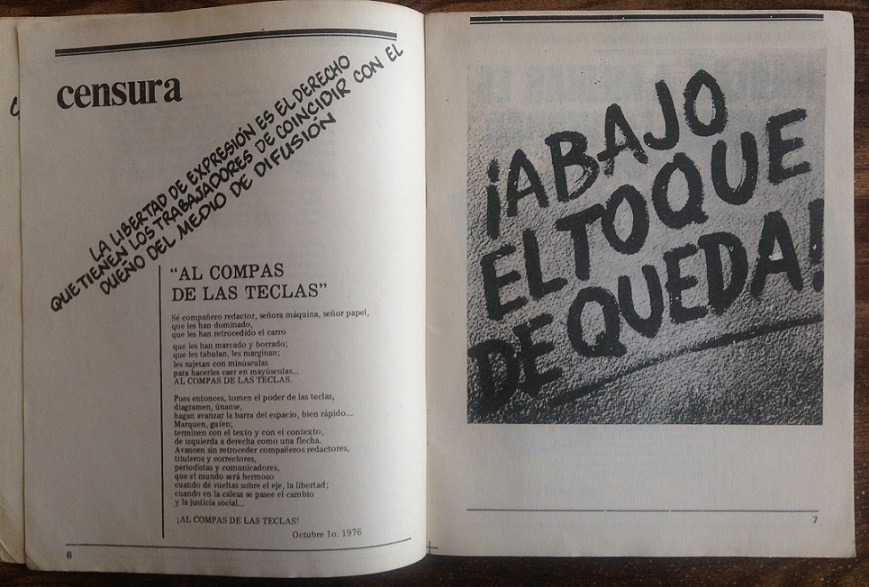 censura
LA LIBERTAD DE EXPRESIÓN ES EL DERECHO
QUE TIENEN LOS TRABAJADORES DE COINCIDIR CON EL
DUEÑO DEL MEDIO DE DIFUSIÓN
"AL COMPAS
DE LAS TECLAS"
Sé compañero redactor, señora máquina, señor papel,
que les han dominado,
que les han retrocedido el carro
que les han marcado y borrado;
que les tabulan, les marginan;
les sujetan con minúsculas
para hacerles caer en mayúsculas...
AL COMPAS DE LAS TECLAS.
Pues entonces, tomen el poder de las teclas,
diagramen, únanse,
hagan avanzar la barra del espacio, bien rápido...
Marquen, guíen;
terminen con el texto y con el contexto,
de izquierda a derecha como una flecha.
Avancen sin retroceder compañeros redactores,
tituleros y correctores,
periodistas y comunicadores,
que el mundo será hermoso
cuando dé vueltas sobre el eje, la libertad;
cuando en la calesa se pasee el cambio
y la justicia social...
¡AL COMPAS DE LAS TECLAS!
Octubre 1o. 1976
6
¡ABAJO
EL TOQUE
DE QUEDA!
7